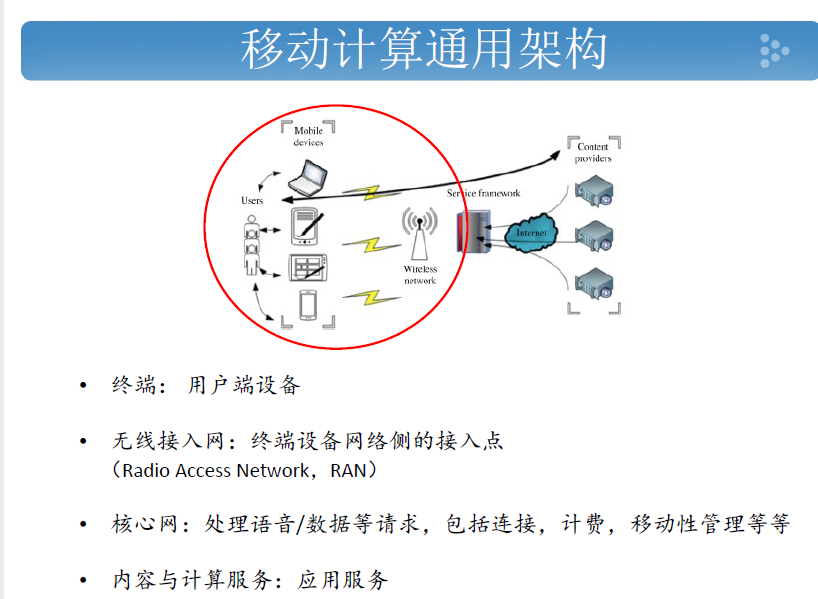 移动计算通用架构
Mobile
devices
Content
providers
Users
Service framework
Internet
Wireless
network
• 终端： 用户端设备
• 无线接入网：终端设备网络侧的接入点
（Radio Access Network，RAN）
• 核心网：处理语音/数据等请求，包括连接，计费，移动性管理等等
• 内容与计算服务：应用服务